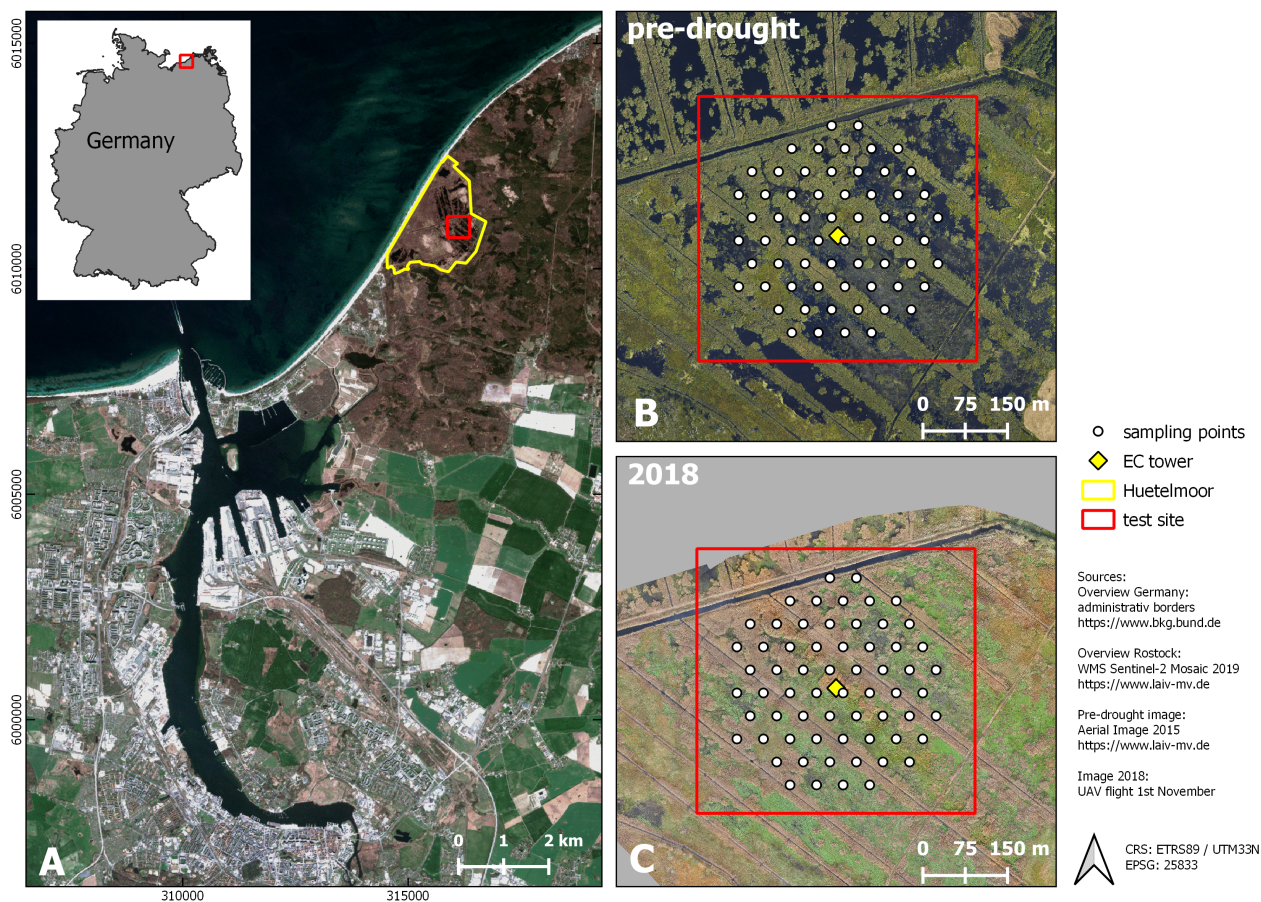 6015000
6010000
6005000
6000000
310000
315000
Germany
A
0 1 2 km
pre-drought
B
0 75 150 m
2018
C
0 75 150 m
sampling points
EC tower
Huetelmoor
test site
Sources:
Overview Germany:
administrativ borders
https://www.bkg.bund.de
Overview Rostock:
WMS Sentinel-2 Mosaic 2019
https://www.laiv-mv.de
Pre-drought image:
Aerial Image 2015
https://www.laiv-mv.de
Image 2018:
UAV flight 1st November
CRS: ETRS89 / UTM33N
EPSG: 25833